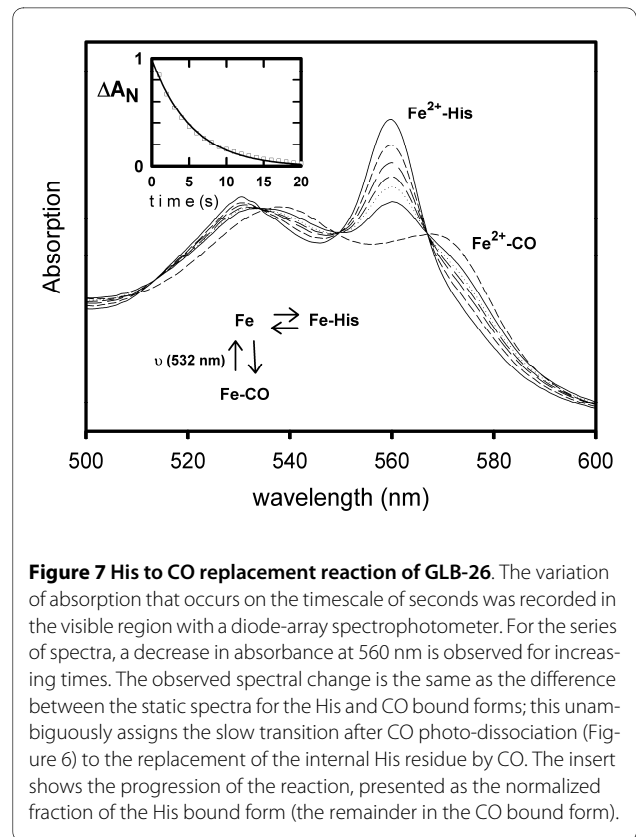 1
ΔA_N
0
0 5 10 15 20
time(s)
Fe²⁺-His
Fe²⁺-CO
Absorption
Fe Fe-His
υ (532 nm)
Fe-CO
500 520 540 560 580 600
wavelength (nm)
Figure 7 His to CO replacement reaction of GLB-26. The variation
of absorption that occurs on the timescale of seconds was recorded in
the visible region with a diode-array spectrophotometer. For the series
of spectra, a decrease in absorbance at 560 nm is observed for increas-
ing times. The observed spectral change is the same as the difference
between the static spectra for the His and CO bound forms; this unam-
biguously assigns the slow transition after CO photo-dissociation (Fig-
ure 6) to the replacement of the internal His residue by CO. The insert
shows the progression of the reaction, presented as the normalized
fraction of the His bound form (the remainder in the CO bound form).